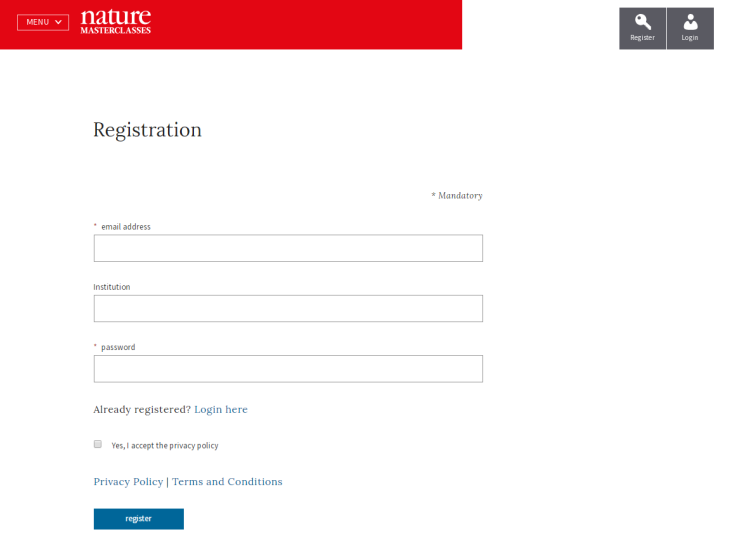 MENU
nature
MASTERCLASSES
Register
Login
Registration
* Mandatory
* email address
Institution
* password
Already registered? Login here
Yes, I accept the privacy policy
Privacy Policy | Terms and Conditions
register